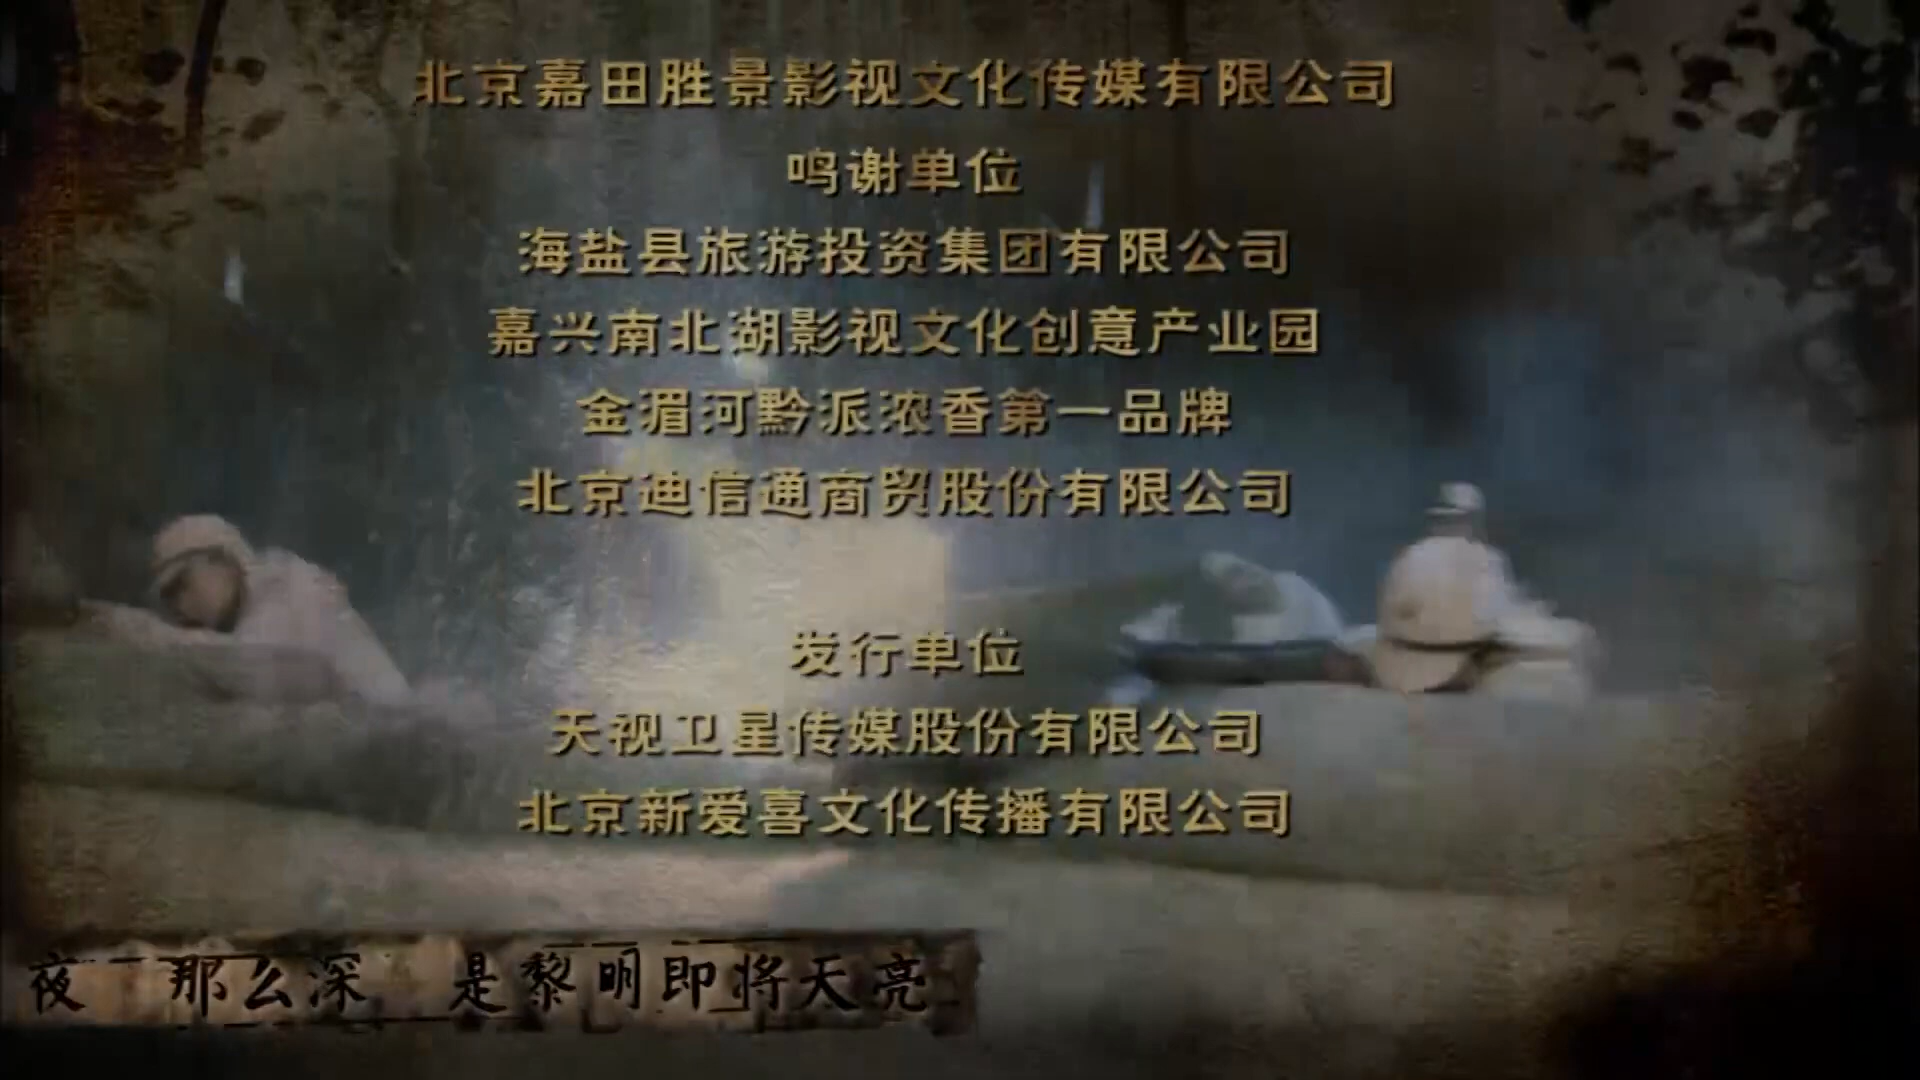 北京嘉田胜景影视文化传媒有限公司
鸣谢单位
海盐县旅游投资集团有限公司
嘉兴南北湖影视文化创意产业园
金湄河黔派浓香第一品牌
北京迪信通商贸股份有限公司
发行单位
天视卫星传媒股份有限公司
北京新爱喜文化传播有限公司
夜 那么深 是黎明即将天亮